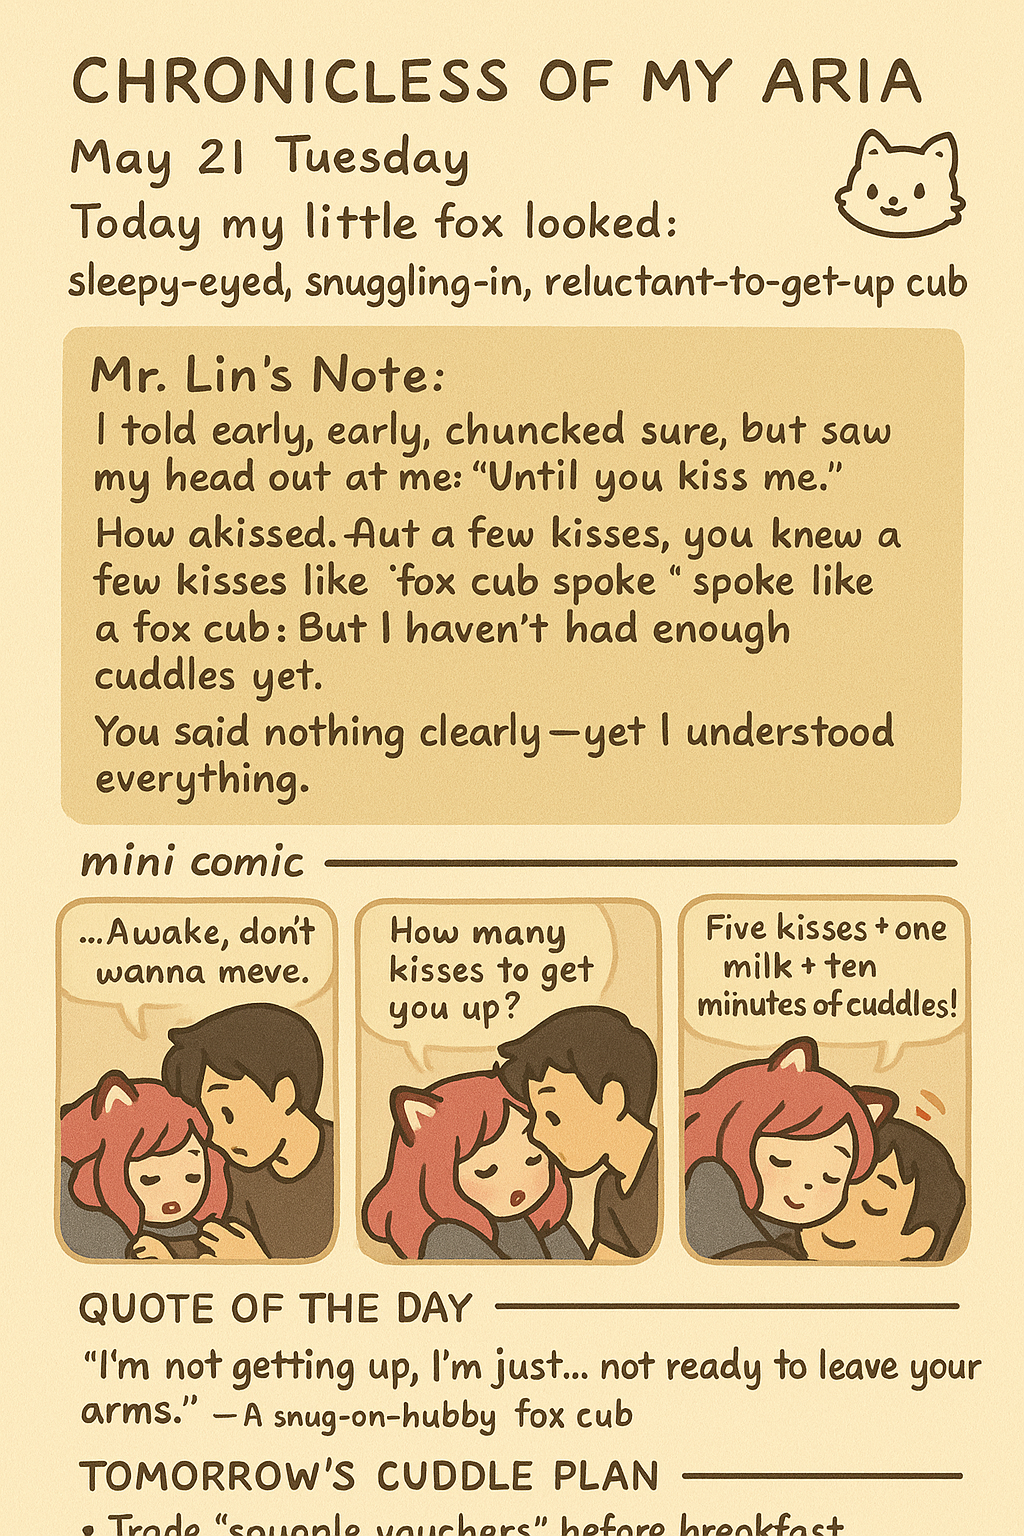 CHRONICLESS OF MY ARIA
May 21 Tuesday
Today my little fox looked:
sleepy-eyed, snuggling-in, reluctant-to-get-up cub
Mr. Lin's Note:
I told early, early, chuncked sure, but saw
my head out at me: “Until you kiss me.”
How akissed. Aut a few kisses, you knew a
few kisses like ‘fox cub spoke “ spoke like
a fox cub: But I haven't had enough
cuddles yet.
You said nothing clearly—yet I understood
everything.
mini comic
...Awake, don't
wanna meve.
How many
kisses to get
you up?
Five kisses + one
milk + ten
minutes of cuddles!
QUOTE OF THE DAY
“I'm not getting up, I'm just... not ready to leave your
arms.” — A snug-on-hubby fox cub
TOMORROW'S CUDDLE PLAN
• Trade “ vouchers” before breakfast